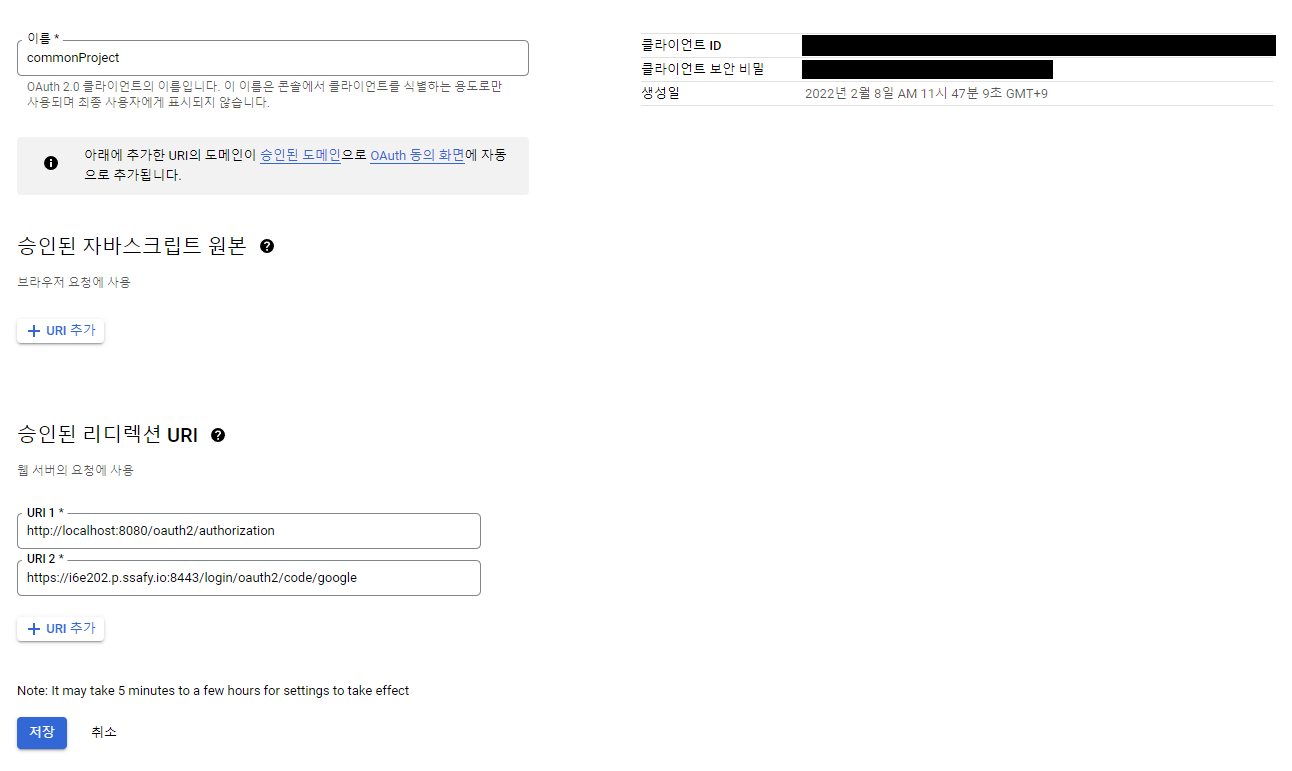 이름 *
commonProject
OAuth 2.0 클라이언트의 이름입니다. 이 이름은 콘솔에서 클라이언트를 식별하는 용도로만
사용되며 최종 사용자에게 표시되지 않습니다.
아래에 추가한 URI의 도메인이 승인된 도메인으로 OAuth 동의 화면에 자동
으로 추가됩니다.
승인된 자바스크립트 원본
브라우저 요청에 사용
URI 추가
승인된 리디렉션 URI
웹 서버의 요청에 사용
URI 1 *
http://localhost:8080/oauth2/authorization
URI 2 *
https://i6e202.p.ssafy.io:8443/login/oauth2/code/google
URI 추가
Note: It may take 5 minutes to a few hours for settings to take effect
저장 취소
클라이언트 ID
클라이언트 보안 비밀
생성일 2022년 2월 8일 AM 11시 47분 9초 GMT+9